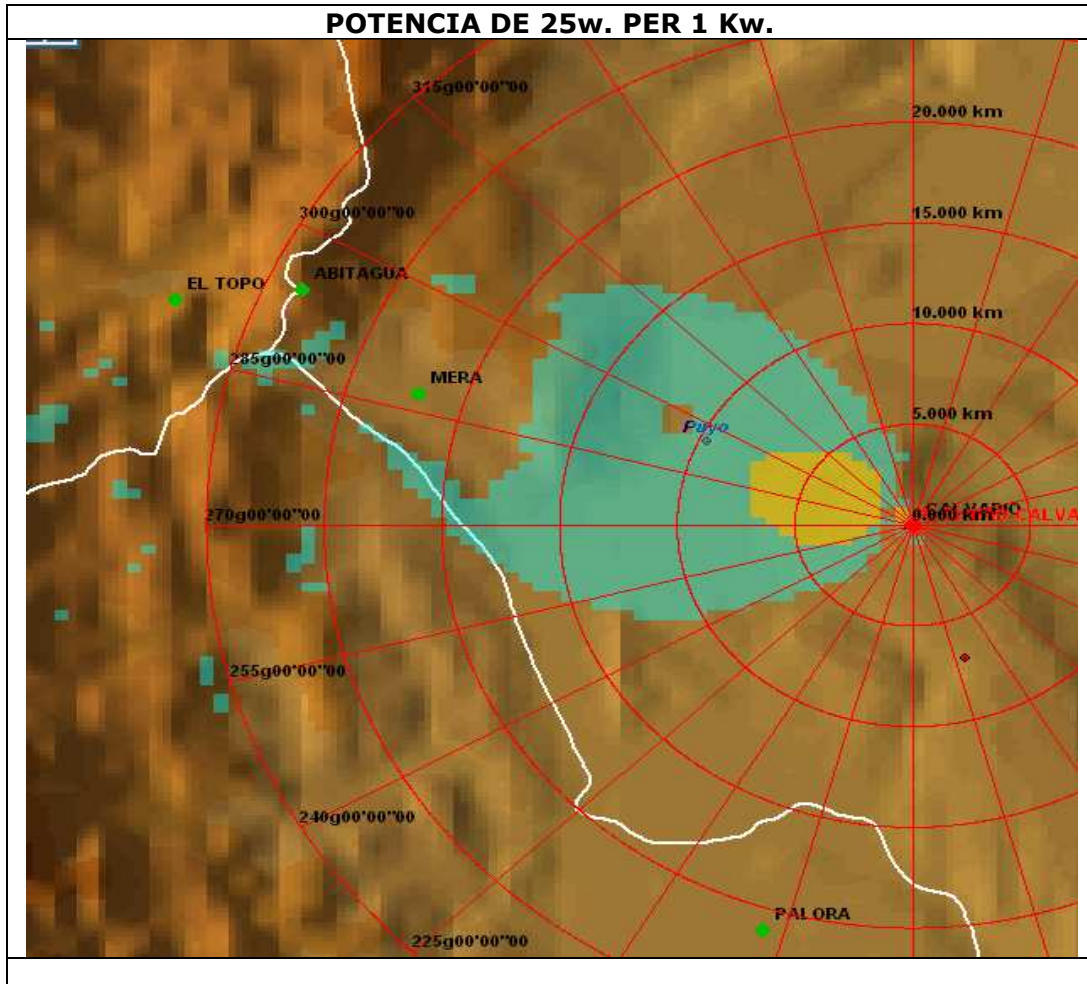 POTENCIA DE 25w. PER 1 Kw.
315g00'00"00
20.000 km
15.000 km
300g00'00"00
EL TOPO
ABITAGUA
10.000 km
285g00'00"00
MERA
5.000 km
Puyo
270g00'00"00
0.000 km
CALVARIO
CALVA
255g00'00"00
240g00'00"00
PALORA
225g00'00"00